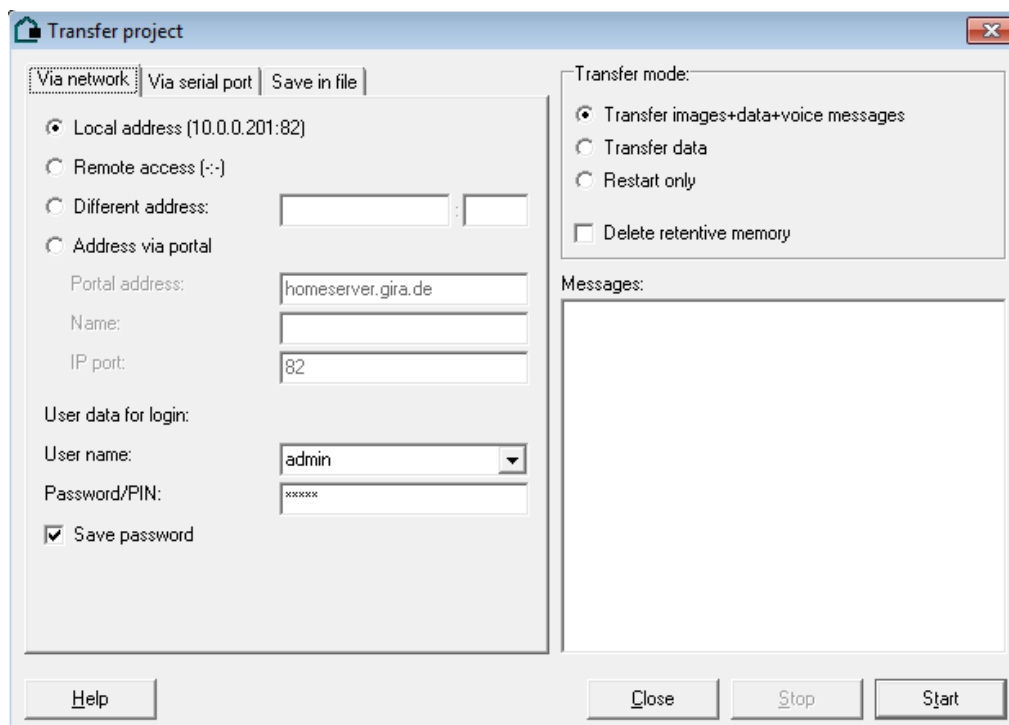 Transfer project
Via network
Via serial port
Save in file
Local address (10.0.0.201:82)
Remote access (-:-)
Different address:
:
Address via portal
Portal address:
homeserver.gira.de
Name:
IP port:
82
User data for login:
User name:
admin
Password/PIN:
xxxxx
Save password
Transfer mode:
Transfer images+data+voice messages
Transfer data
Restart only
Delete retentive memory
Messages:
Help
Close
Stop
Start